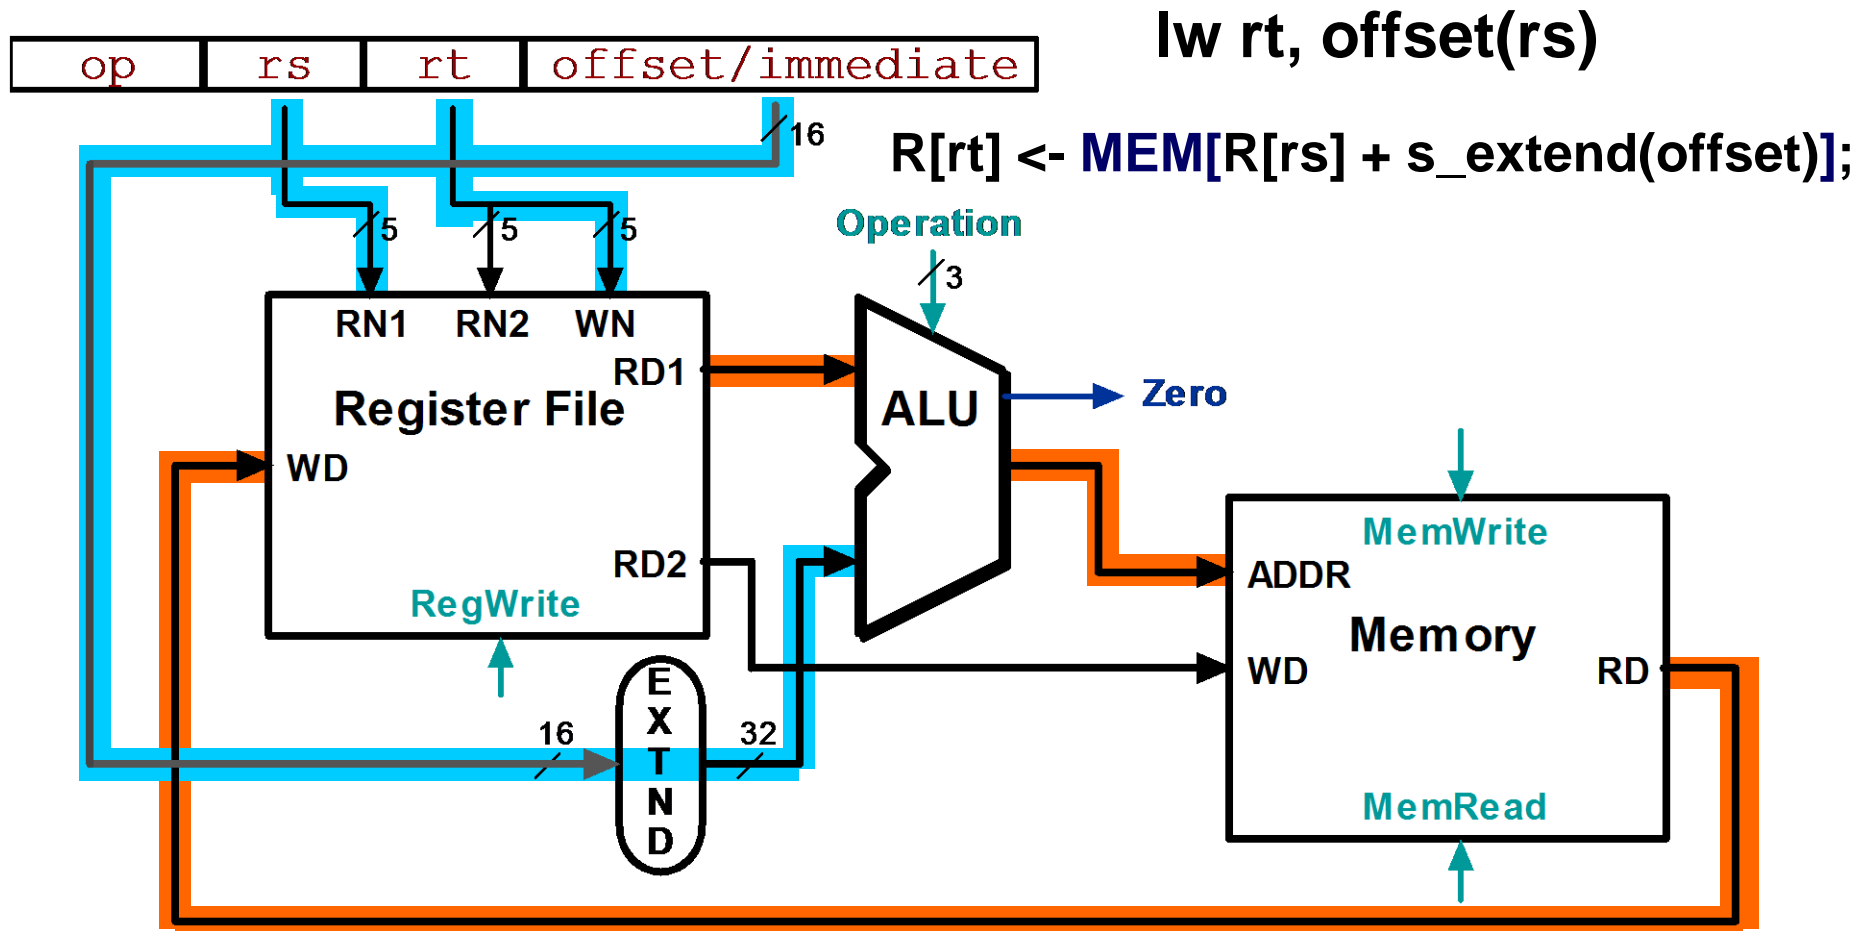 lw rt, offset(rs)
op rs rt offset/immediate
16
R[rt] <- MEM[R[rs] + s_extend(offset)];
5 5 5
Operation
3
RN1 RN2 WN
RD1
Register File
ALU
Zero
WD
MemWrite
RD2
ADDR
RegWrite
Memory
WD
RD
EXTND
16
32
MemRead